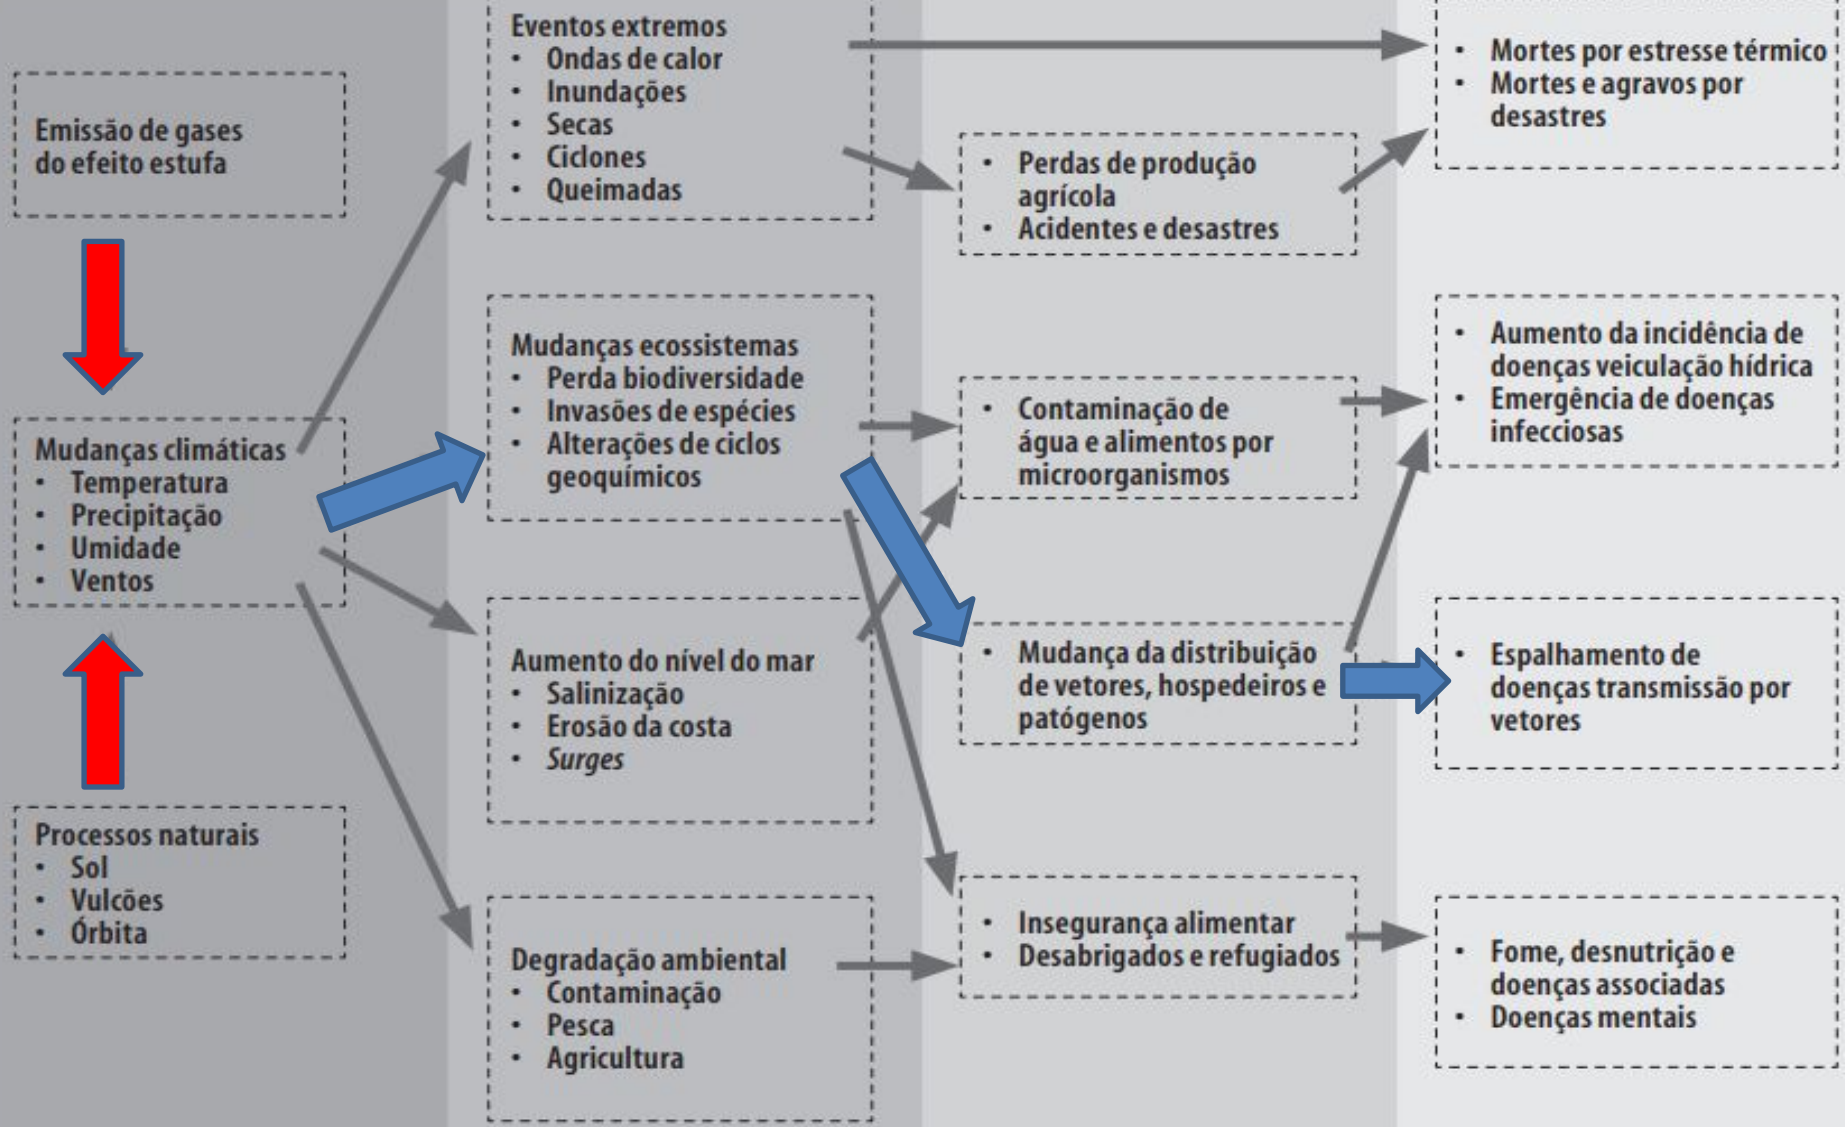 Emissão de gases
do efeito estufa
Mudanças climáticas
• Temperatura
• Precipitação
• Umidade
• Ventos
Processos naturais
• Sol
• Vulcões
• Órbita
Eventos extremos
• Ondas de calor
• Inundações
• Secas
• Ciclones
• Queimadas
Mudanças ecossistemas
• Perda biodiversidade
• Invasões de espécies
• Alterações de ciclos
geoquímicos
Aumento do nível do mar
• Salinização
• Erosão da costa
• Surges
Degradação ambiental
• Contaminação
• Pesca
• Agricultura
• Perdas de produção
agrícola
• Acidentes e desastres
• Contaminação de
água e alimentos por
microorganismos
• Mudança da distribuição
de vetores, hospedeiros e
patógenos
• Insegurança alimentar
• Desabrigados e refugiados
• Mortes por estresse térmico
• Mortes e agravos por
desastres
• Aumento da incidência de
doenças veiculação hídrica
• Emergência de doenças
infecciosas
• Espalhamento de
doenças transmissão por
vetores
• Fome, desnutrição e
doenças associadas
• Doenças mentais